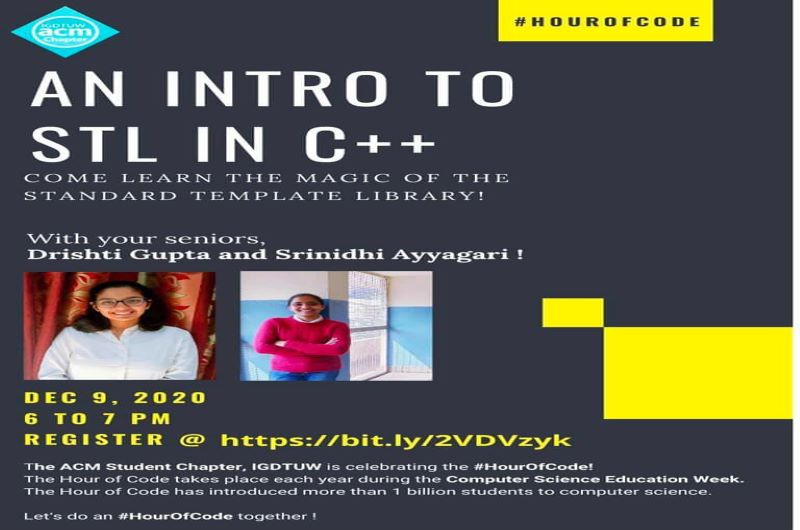 IGDTUW
acm
Chapter
#HOUROFCODE
AN INTRO TO
STL IN C++
COME LEARN THE MAGIC OF THE
STANDARD TEMPLATE LIBRARY!
With your seniors,
Drishti Gupta and Srinidhi Ayyagari !
DEC 9, 2020
6 TO 7 PM
REGISTER @ https://bit.ly/2VDVzyk
The ACM Student Chapter, IGDTUW is celebrating the #HourOfCode!
The Hour of Code takes place each year during the Computer Science Education Week.
The Hour of Code has introduced more than 1 billion students to computer science.
Let's do an #HourOfCode together !